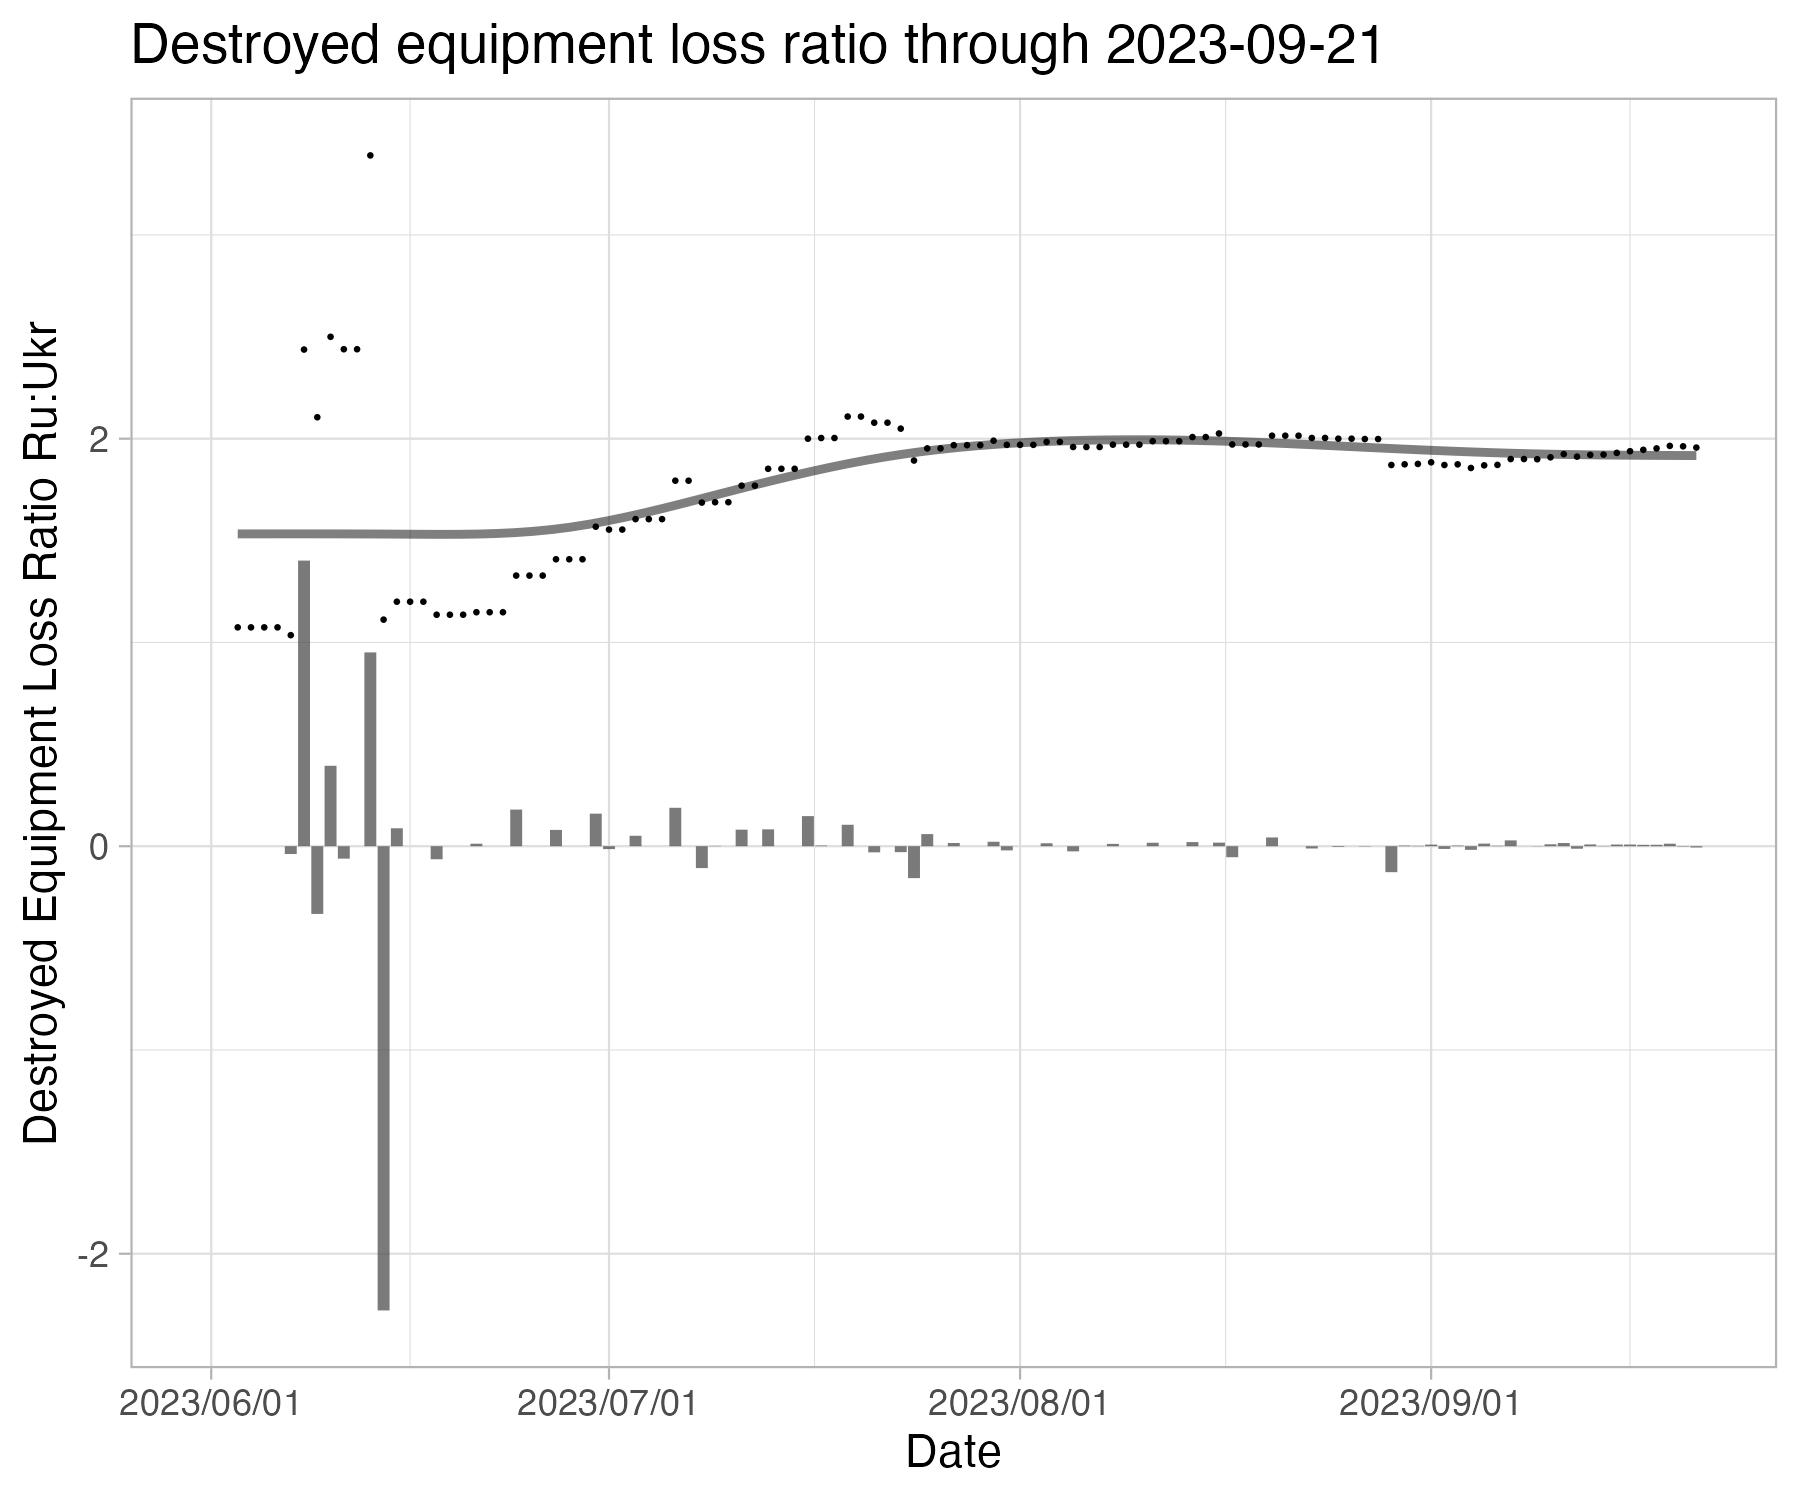 Destroyed equipment loss ratio through 2023-09-21
Destroyed Equipment Loss Ratio Ru:Ukr
2
0
-2
2023/06/01
2023/07/01
2023/08/01
2023/09/01
Date